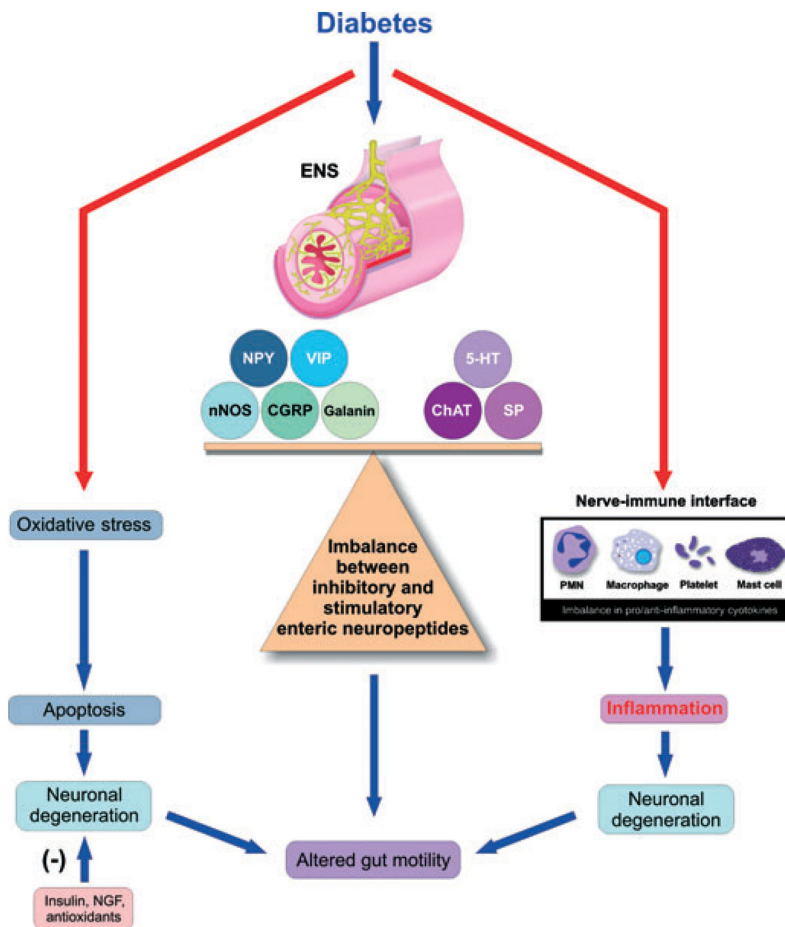 Diabetes
ENS
NPY
VIP
5-HT
nNOS
CGRP
Galanin
ChAT
SP
Oxidative stress
Imbalance
between
inhibitory and
stimulatory
enteric neuropeptides
Nerve-immune interface
PMN
Macrophage
Platelet
Mast cell
Imbalance in pro/anti-inflammatory cyotokines
Apoptosis
Inflammation
Neuronal
degeneration
Neuronal
degeneration
(-)
Altered gut motility
Insulin, NGF,
antioxidants